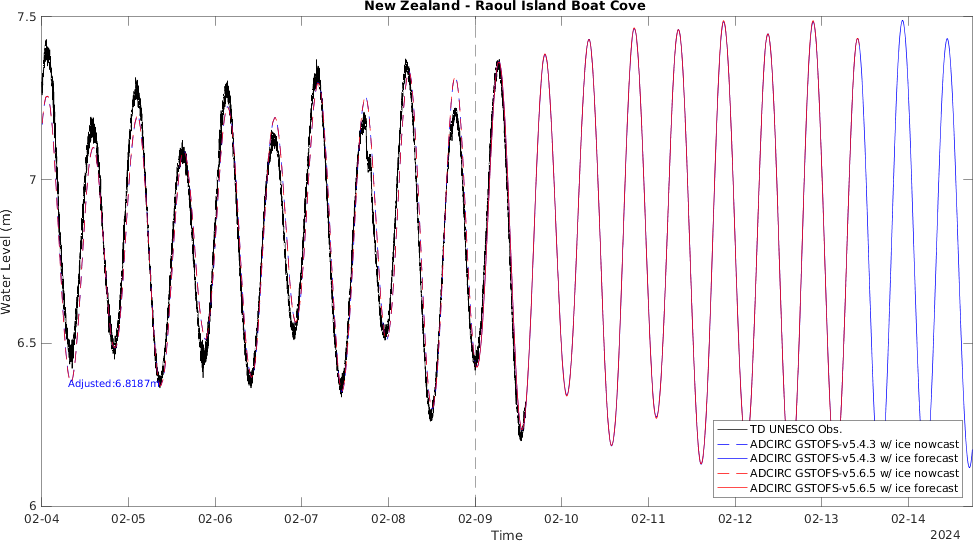 New Zealand - Raoul Island Boat Cove
7.5
7
6.5
6
Water Level (m)
Adjusted:6.8187m
TD UNESCO Obs.
ADCIRC GSTOFS-v5.4.3 w/ ice nowcast
ADCIRC GSTOFS-v5.4.3 w/ ice forecast
ADCIRC GSTOFS-v5.6.5 w/ ice nowcast
ADCIRC GSTOFS-v5.6.5 w/ ice forecast
02-04 02-05 02-06 02-07 02-08 02-09 02-10 02-11 02-12 02-13 02-14
Time
2024